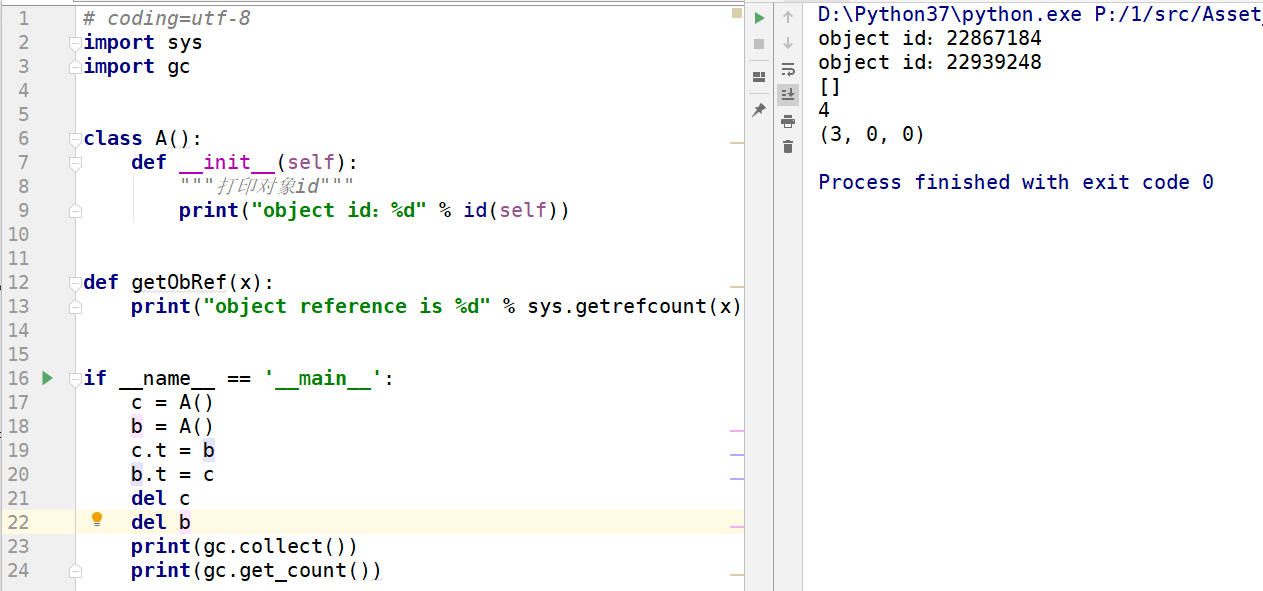 1 # coding=utf-8
2 import sys
3 import gc
4
5
6 class A():
7     def __init__(self):
8         """打印对象id"""
9         print("object id：%d" % id(self))
10
11
12 def getObRef(x):
13     print("object reference is %d" % sys.getrefcount(x)
14
15
16 if __name__ == '__main__':
17     c = A()
18     b = A()
19     c.t = b
20     b.t = c
21     del c
22     del b
23     print(gc.collect())
24     print(gc.get_count())
D:\Python37\python.exe P:/1/src/Asset_
object id：22867184
object id：22939248
[]
4
(3, 0, 0)
Process finished with exit code 0